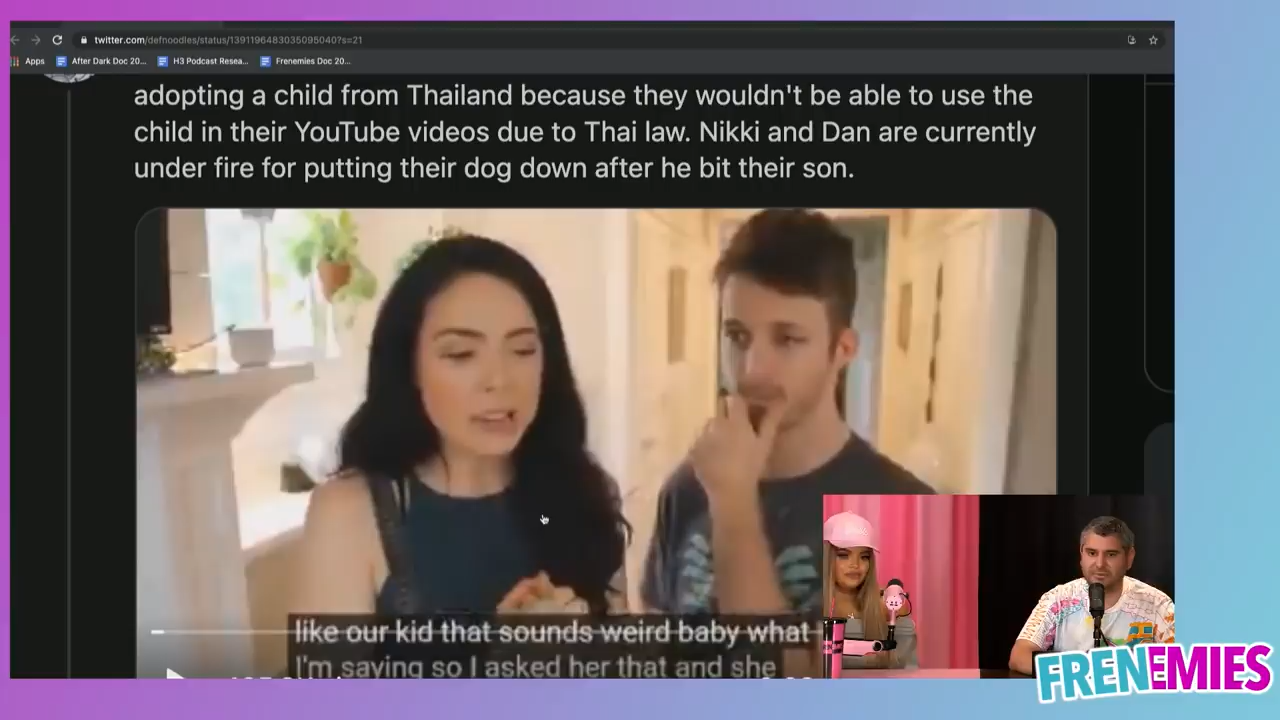 twitter.com/defnoodles/status/1391196483035095040?s=21
Apps After Dark Doc 20... H3 Podcast Resea... Frenemies Doc 20...
adopting a child from Thailand because they wouldn't be able to use the
child in their YouTube videos due to Thai law. Nikki and Dan are currently
under fire for putting their dog down after he bit their son.
like our kid that sounds weird baby what
I'm saying so I asked her that and she
FRENEMIES